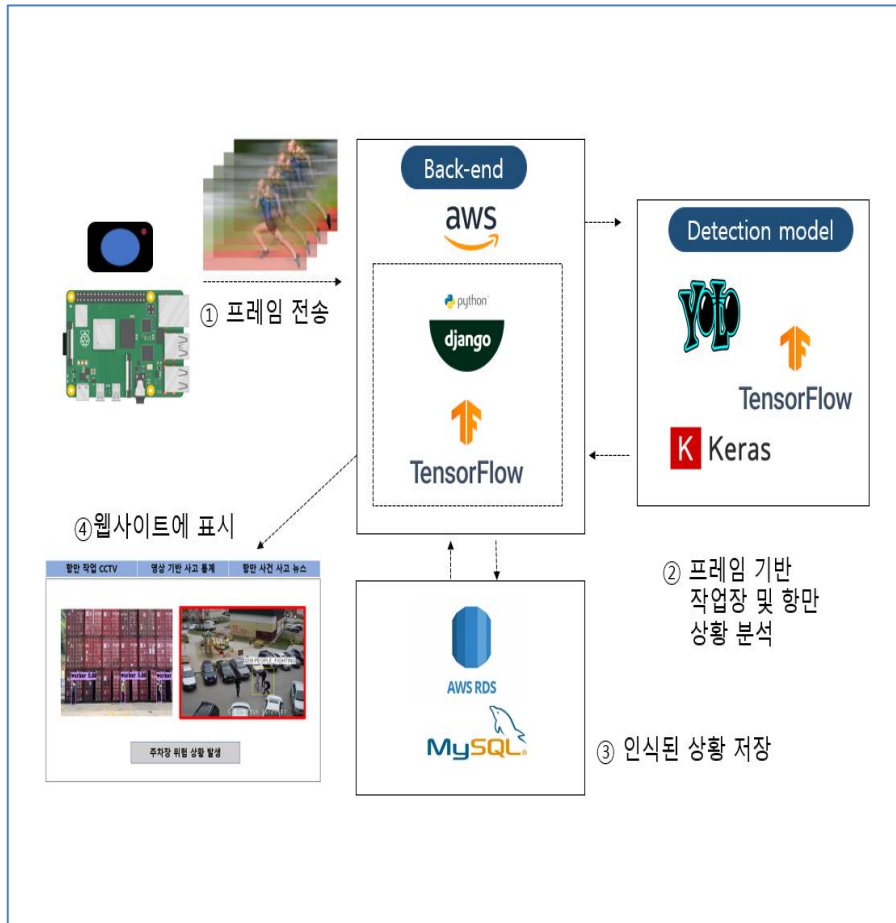 Back-end
aws
python
django
TensorFlow
Detection model
YOLO
TensorFlow
K Keras
① 프레임 전송
② 프레임 기반
작업장 및 항만
상황 분석
AWS RDS
MySQL
③ 인식된 상황 저장
④웹사이트에 표시
항만 작업 CCTV 영상 기반 사고 통계 항만 사건 사고 뉴스
PEOPLE_FIGHTING
주차장 위험 상황 발생